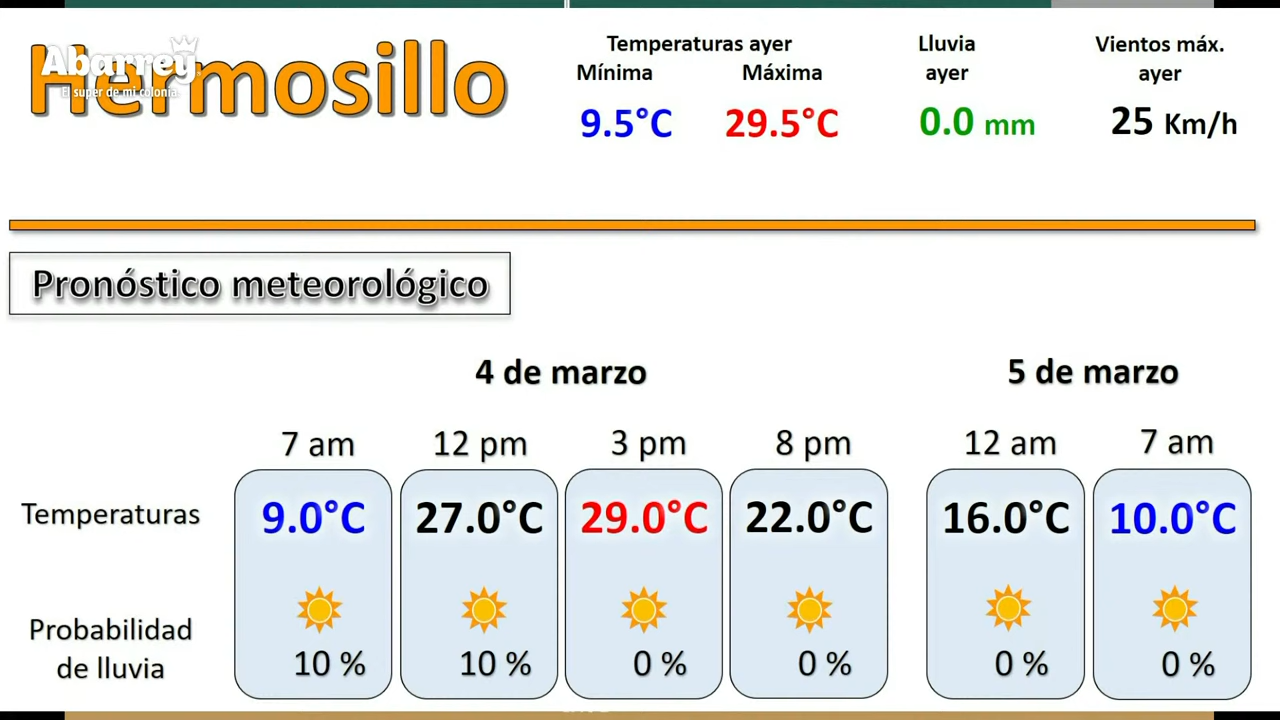 Hermosillo
Abarrey
El super de mi colonia
Temperaturas ayer
Mínima Máxima
9.5°C 29.5°C
Lluvia
ayer
0.0 mm
Vientos máx.
ayer
25 Km/h
Pronóstico meteorológico
4 de marzo 5 de marzo
7 am 12 pm 3 pm 8 pm 12 am 7 am
Temperaturas 9.0°C 27.0°C 29.0°C 22.0°C 16.0°C 10.0°C
Probabilidad
de lluvia 10 % 10 % 0 % 0 % 0 % 0 %